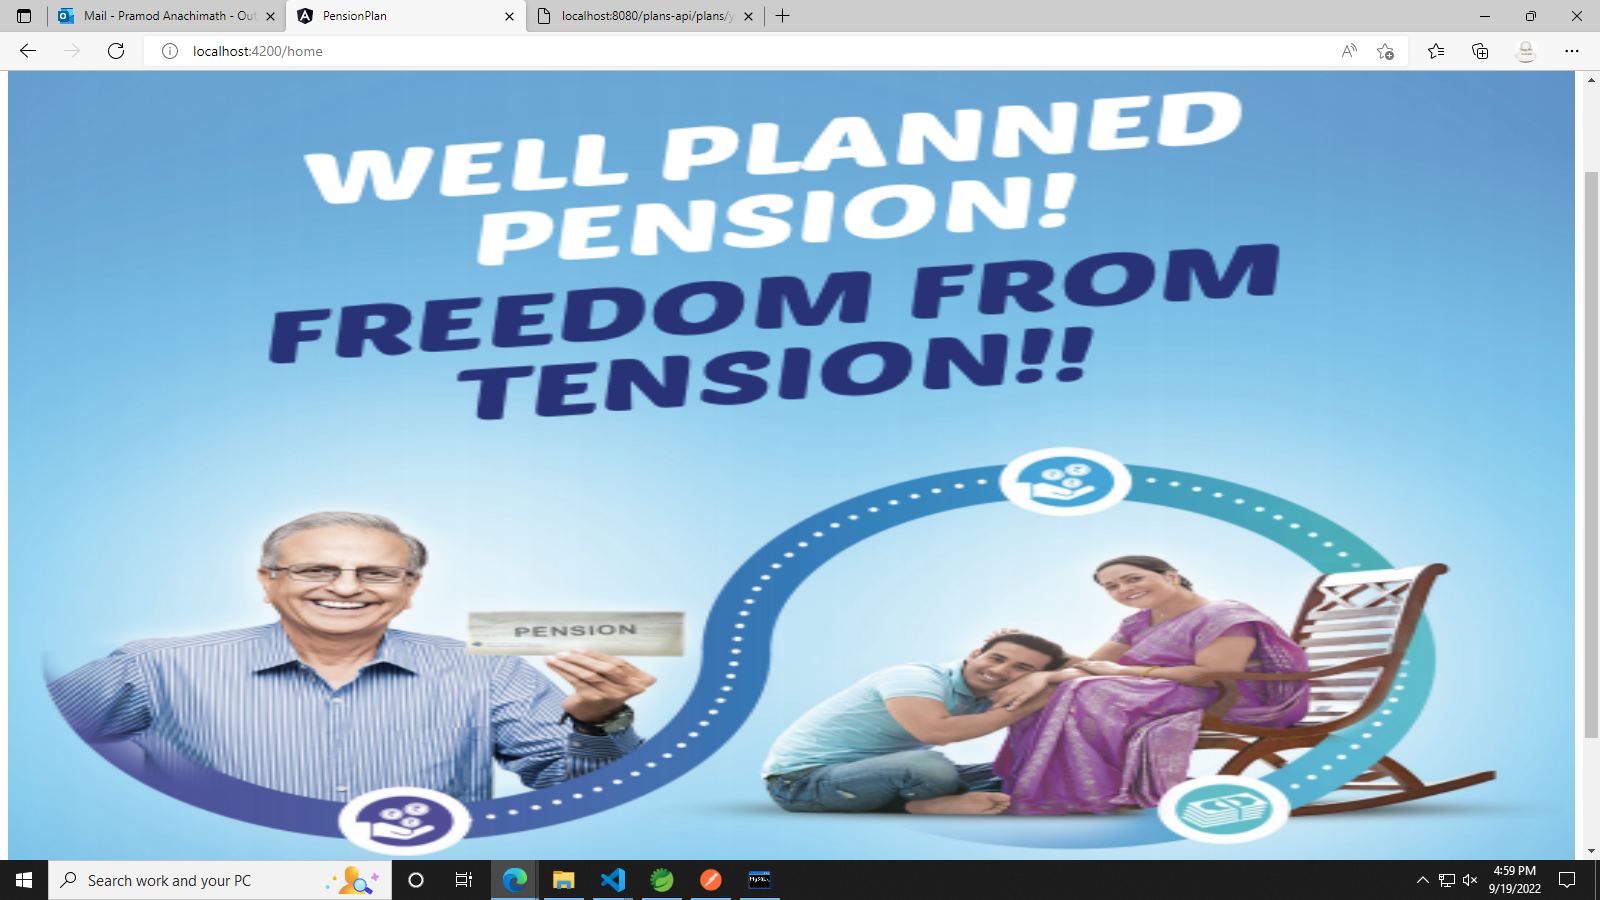 Mail - Pramod Anachimath - Out
PensionPlan
localhost:8080/plans-api/plans/y
localhost:4200/home
WELL PLANNED
PENSION!
FREEDOM FROM
TENSION!!
PENSION
Search work and your PC
MySQL
4:59 PM
9/19/2022